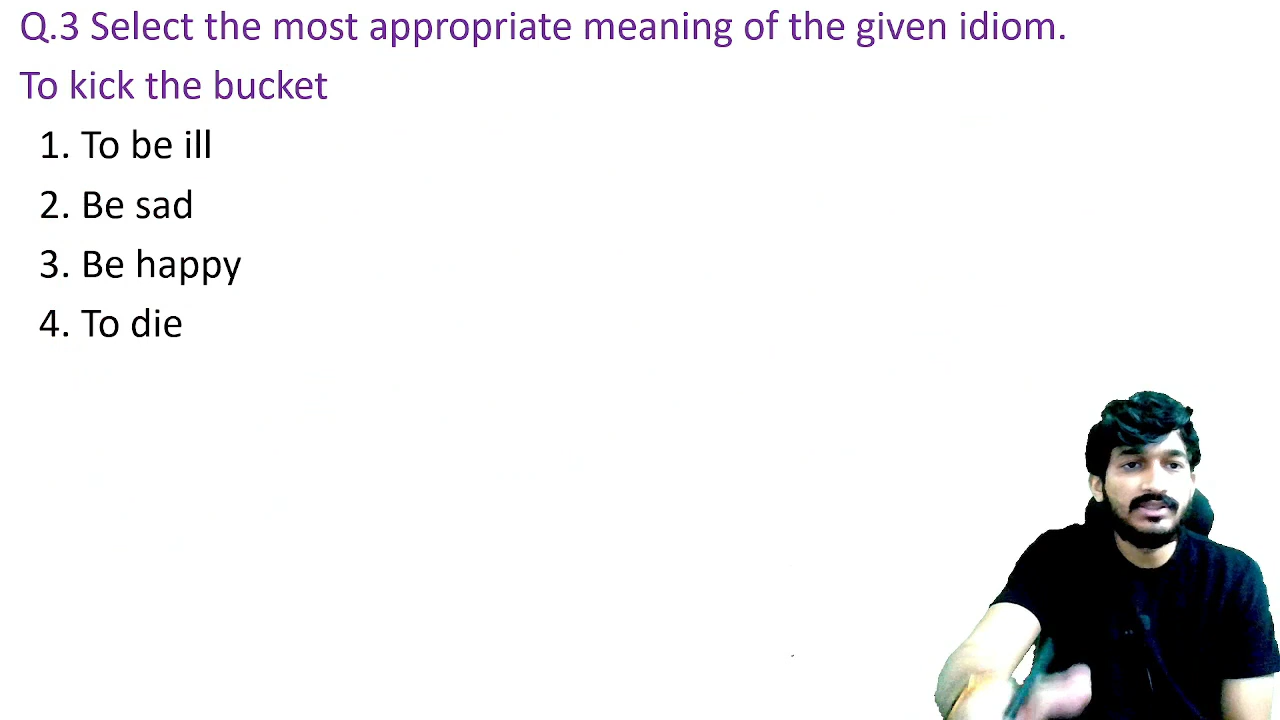 Q.3 Select the most appropriate meaning of the given idiom.
To kick the bucket
1. To be ill
2. Be sad
3. Be happy
4. To die